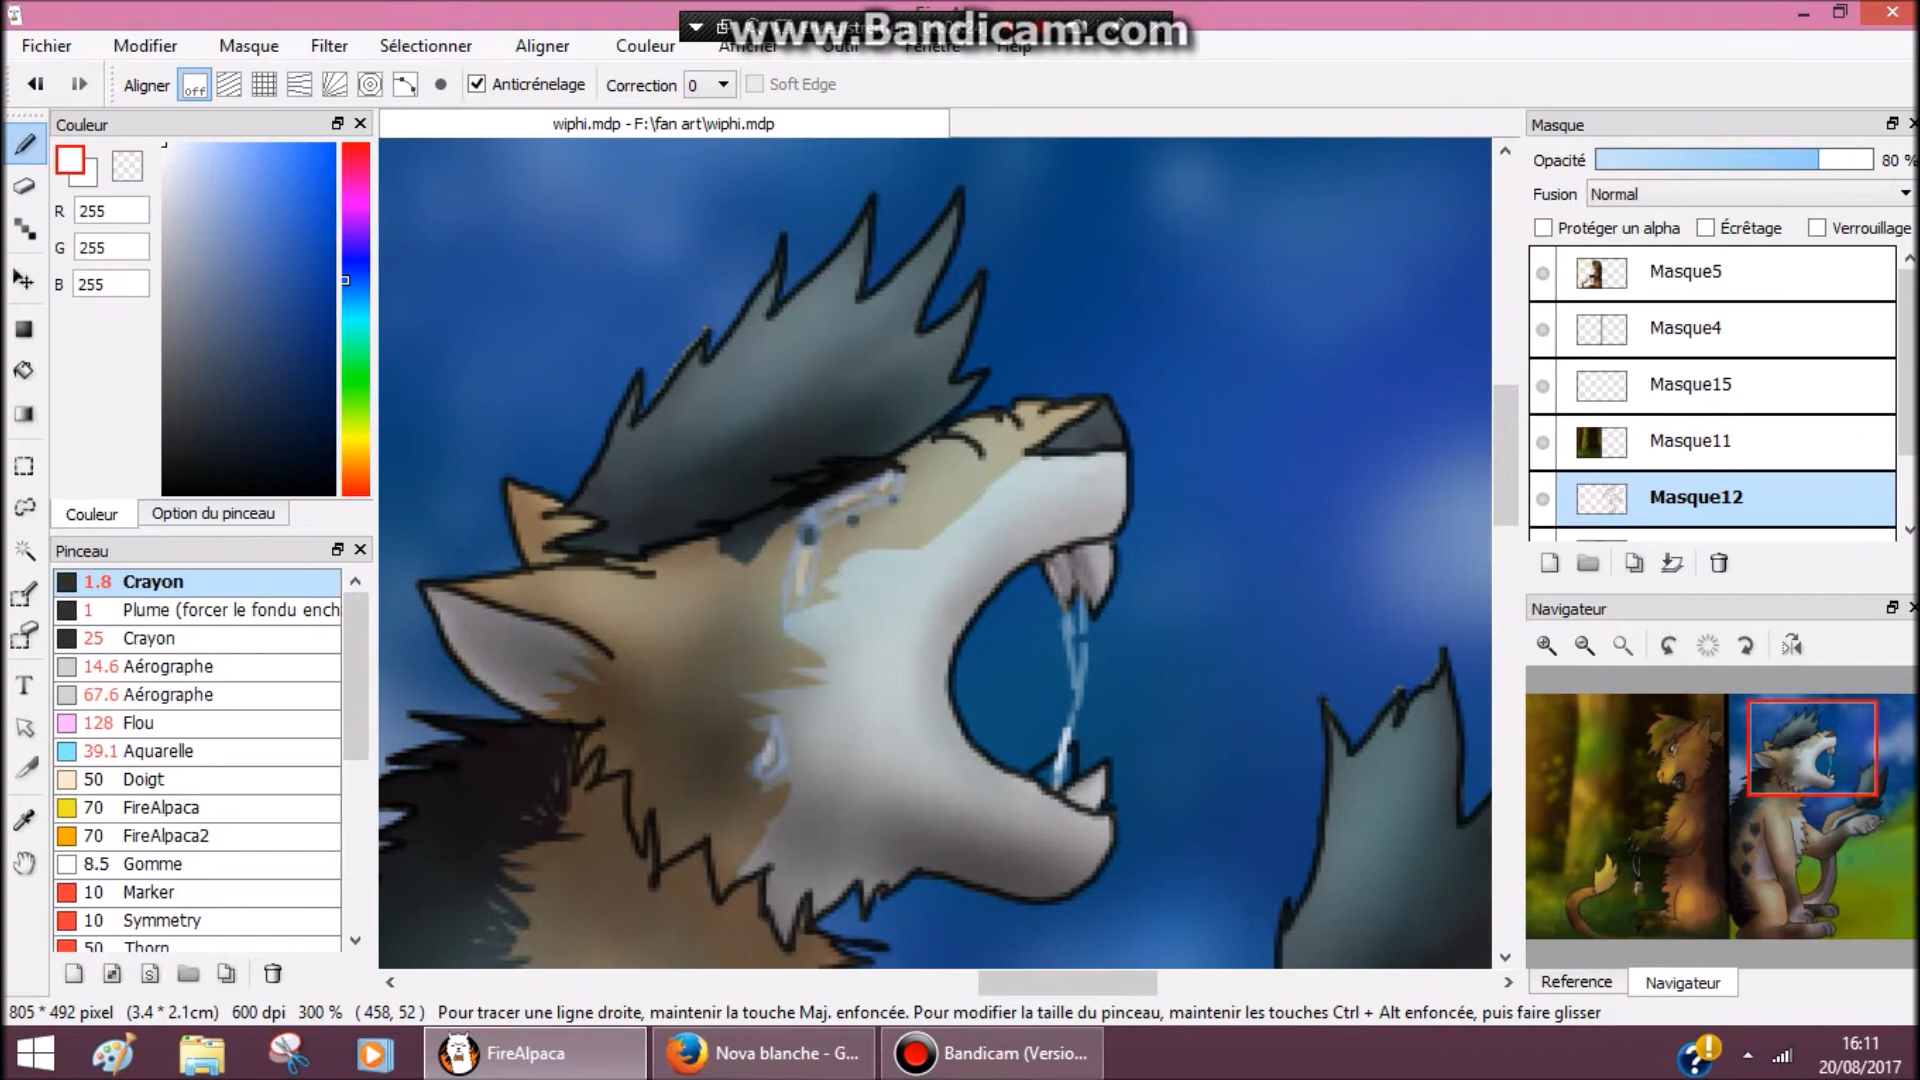 www.Bandicam.com
Fichier Modifier Masque Filter Sélectionner Aligner Couleur Afficher Outil Fenêtre Help
Aligner off Anticrénelage Correction 0 Soft Edge
Couleur
wiphi.mdp - F:\fan art\wiphi.mdp
Masque
R 255
G 255
B 255
Couleur Option du pinceau
Pinceau
1.8 Crayon
1 Plume (forcer le fondu ench
25 Crayon
14.6 Aérographe
67.6 Aérographe
128 Flou
39.1 Aquarelle
50 Doigt
70 FireAlpaca
70 FireAlpaca2
8.5 Gomme
10 Marker
10 Symmetry
50 Thorn
Opacité 80 %
Fusion Normal
Protéger un alpha Écrêtage Verrouillage
Masque5
Masque4
Masque15
Masque11
Masque12
Navigateur
Reference Navigateur
805 * 492 pixel (3.4 * 2.1cm) 600 dpi 300 % ( 458, 52 ) Pour tracer une ligne droite, maintenir la touche Maj. enfoncée. Pour modifier la taille du pinceau, maintenir les touches Ctrl + Alt enfoncée, puis faire glisser
FireAlpaca Nova blanche - G... Bandicam (Versio...
16:11
20/08/2017